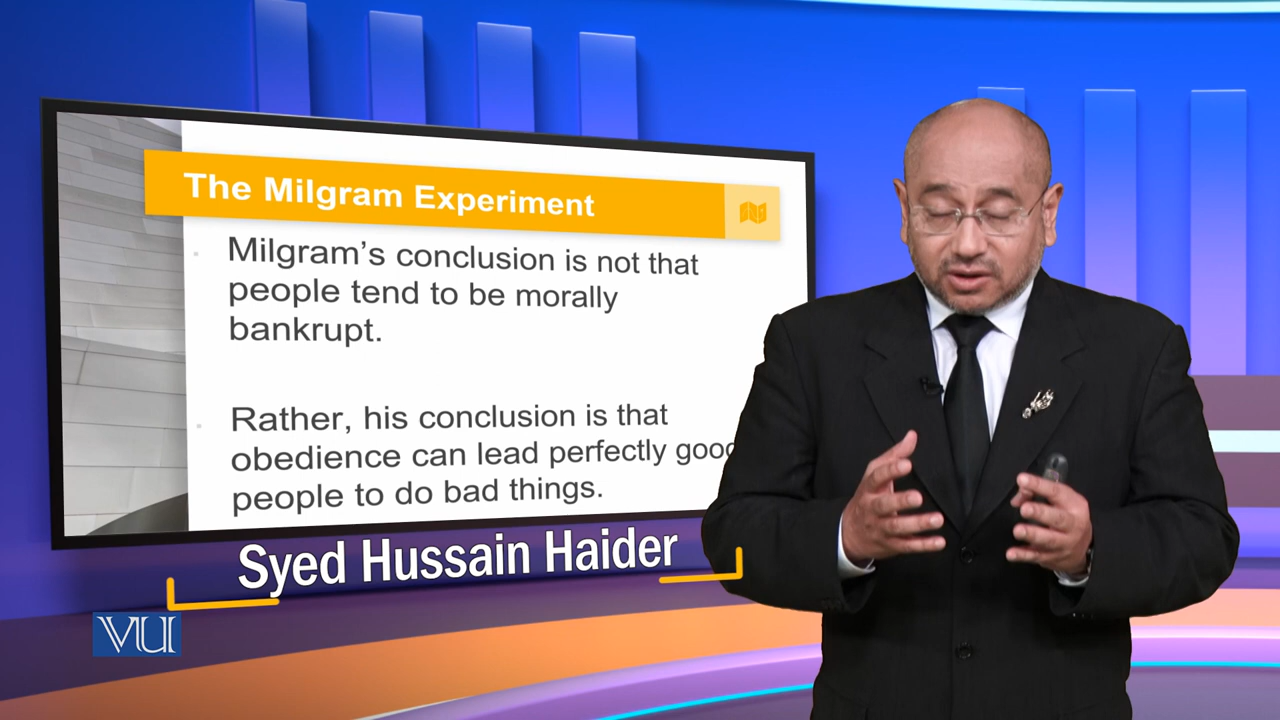 The Milgram Experiment
Milgram's conclusion is not that
people tend to be morally
bankrupt.
Rather, his conclusion is that
obedience can lead perfectly good
people to do bad things.
Syed Hussain Haider
VU